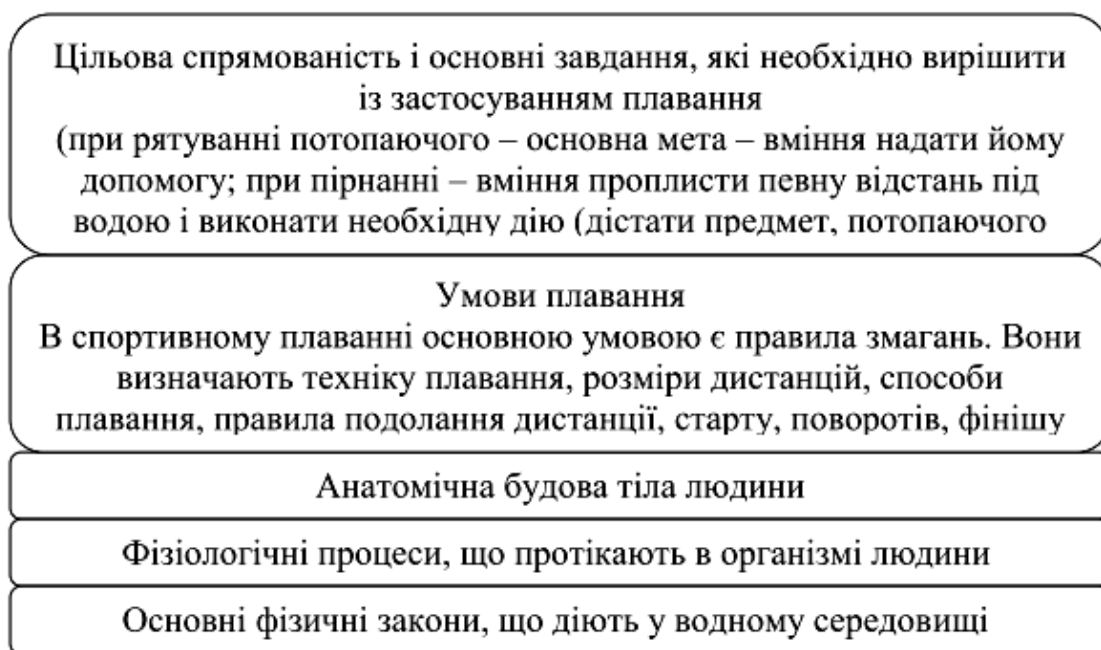 Цільова спрямованість і основні завдання, які необхідно вирішити
із застосуванням плавання
(при рятуванні потопаючого – основна мета – вміння надати йому
допомогу; при пірнанні – вміння проплисти певну відстань під
водою і виконати необхідну дію (дістати предмет, потопаючого
Умови плавання
В спортивному плаванні основною умовою є правила змагань. Вони
визначають техніку плавання, розміри дистанцій, способи
плавання, правила подолання дистанції, старту, поворотів, фінішу
Анатомічна будова тіла людини
Фізіологічні процеси, що протікають в організмі людини
Основні фізичні закони, що діють у водному середовищі